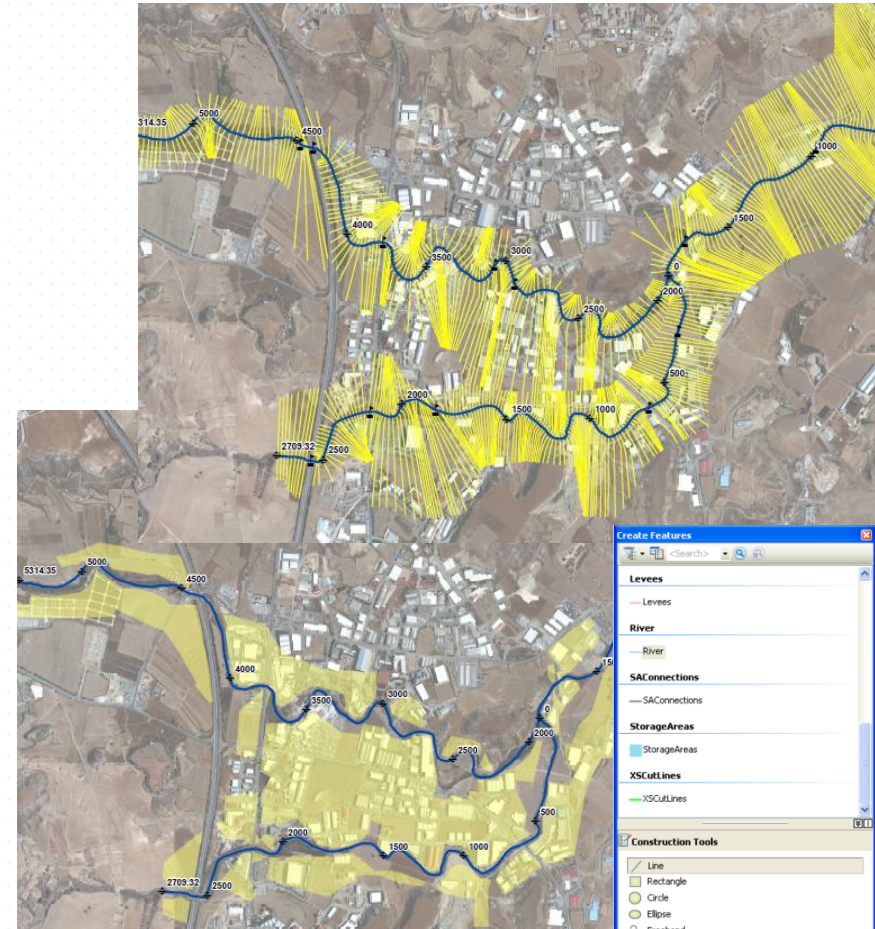 5000
314.35
4500
1000
1500
4000
3000
3500
0
2000
2500
500
2000
1500
1000
2709.32
2500
5314.35
5000
4500
4000
3500
3000
0
2000
2500
500
2000
1500
1000
2709.32
2500
Create Features
<Search>
Levees
Levees
River
River
SAConnections
SAConnections
StorageAreas
StorageAreas
XSCutLines
XSCutLines
Construction Tools
Line
Rectangle
Circle
Ellipse